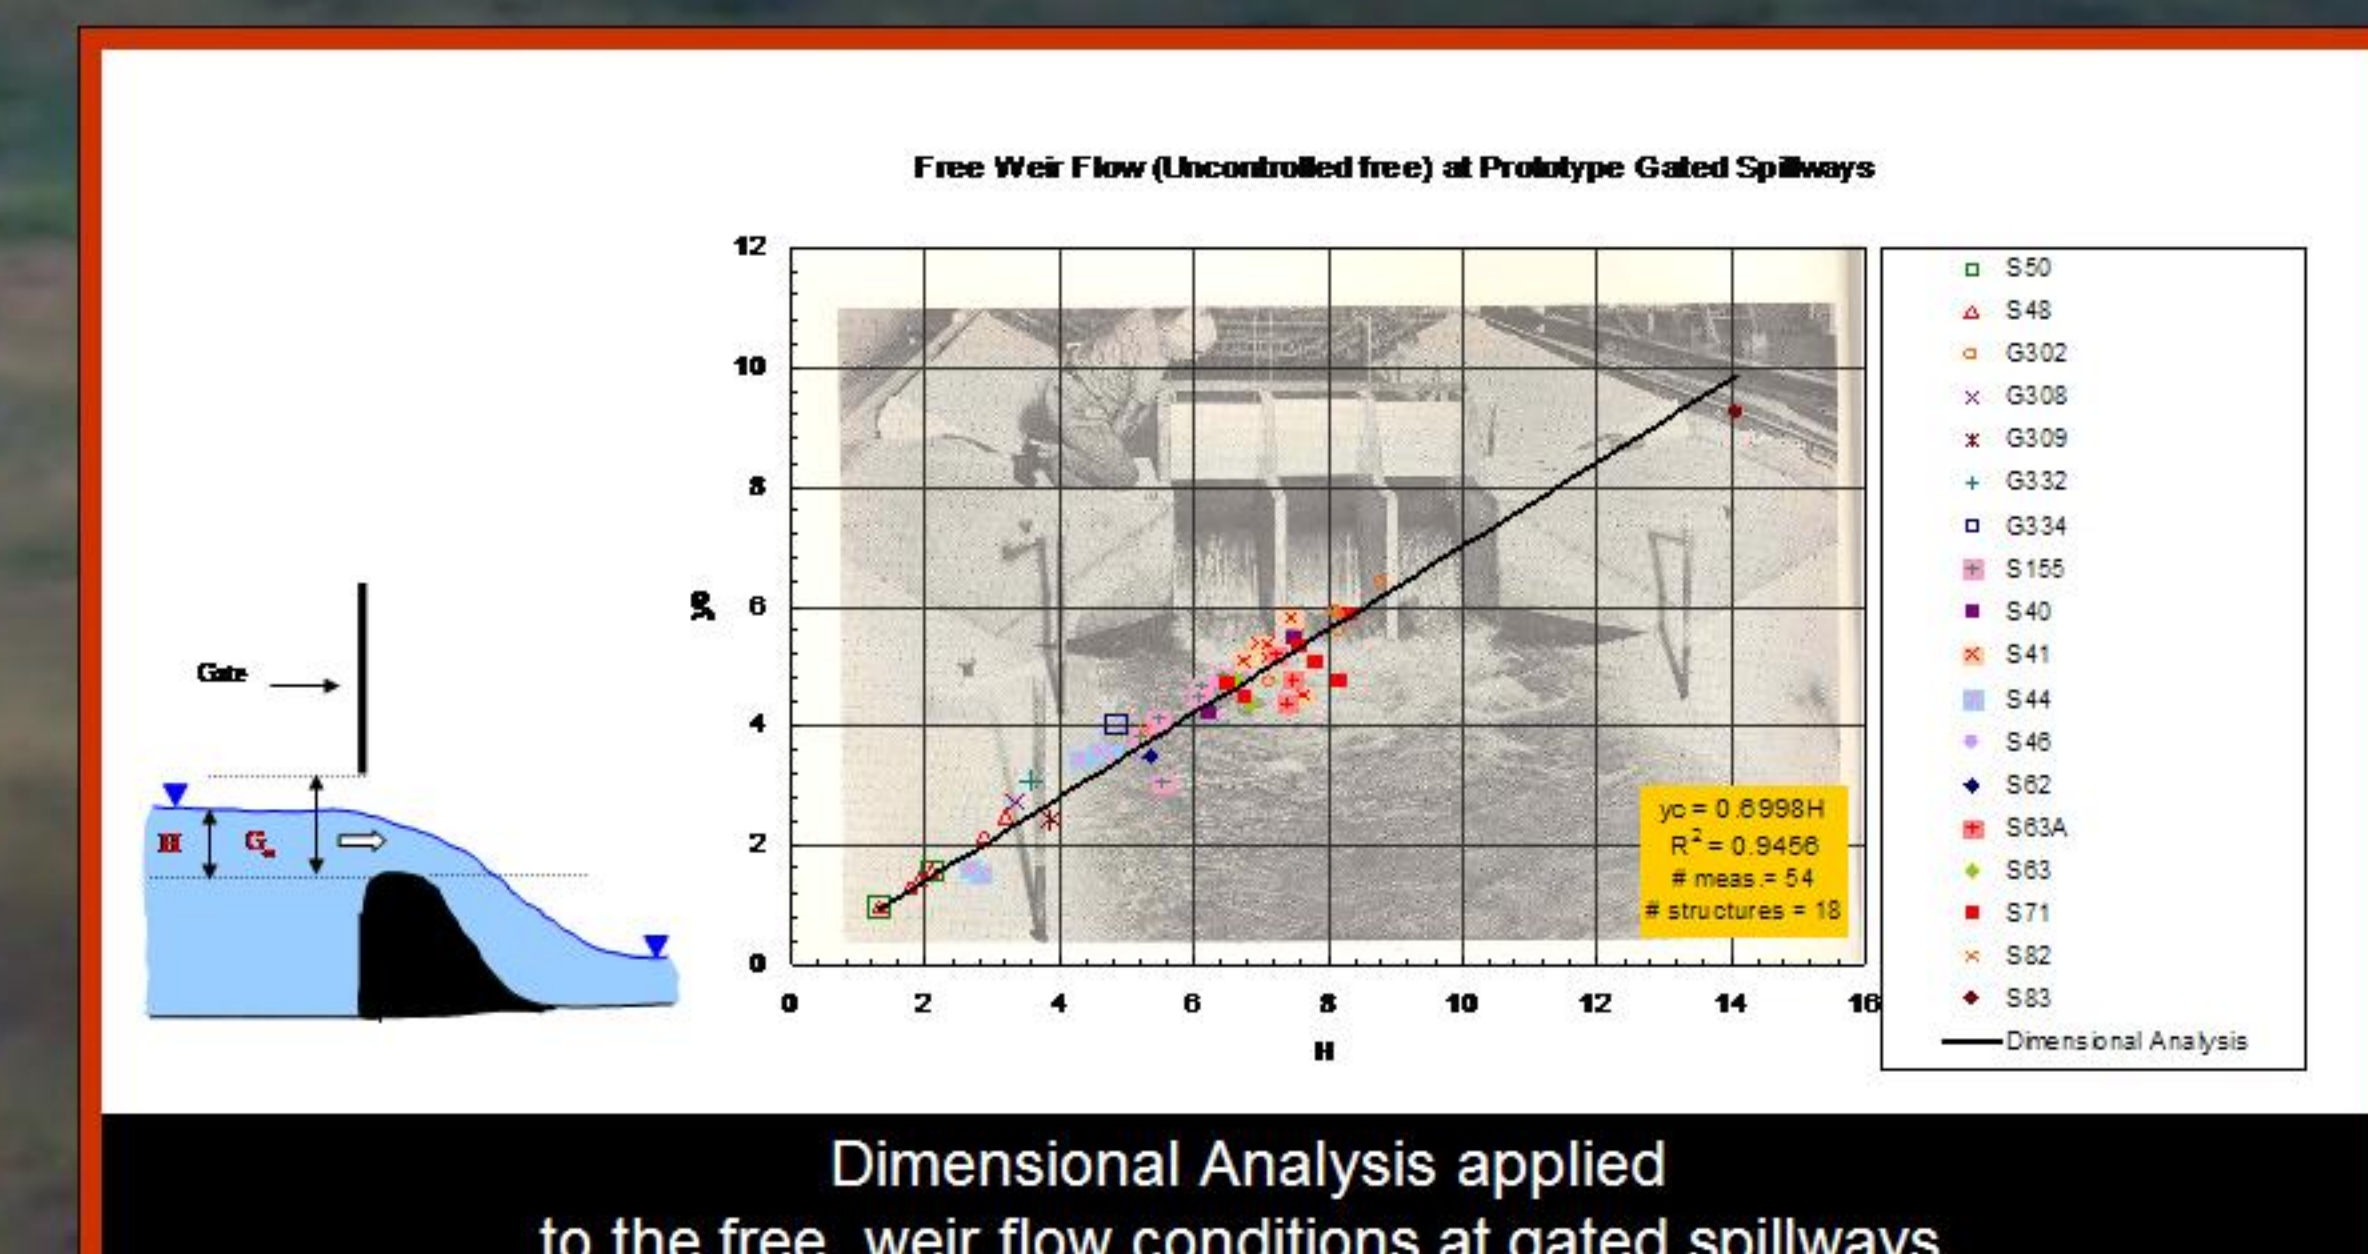 Free Weir Flow (Uncontrolled free) at Prototype Gated Spillways
12
10
8
6
4
2
0
yc
0 2 4 6 8 10 12 14 16
H
yc = 0.6998H
R2 = 0.9456
# meas.= 54
# structures = 18
S50
S48
G302
G308
G309
G332
G334
S155
S40
S41
S44
S46
S62
S63A
S63
S71
S82
S83
Dimensional Analysis
Gate
H
Dimensional Analysis applied
to the free weir flow conditions at gated spillways